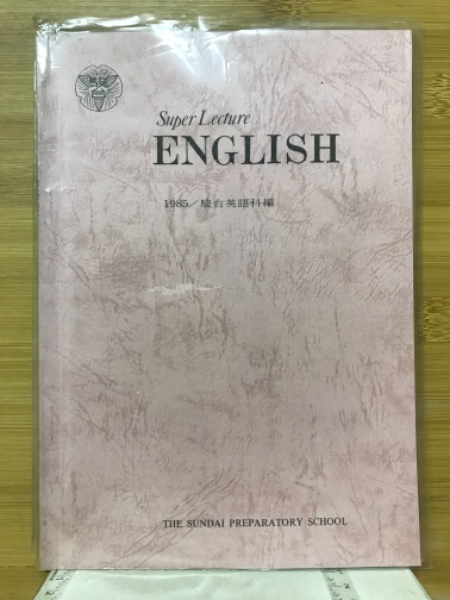 Super Lecture
ENGLISH
1985／駿台英語科編
THE SUNDAI PREPARATORY SCHOOL